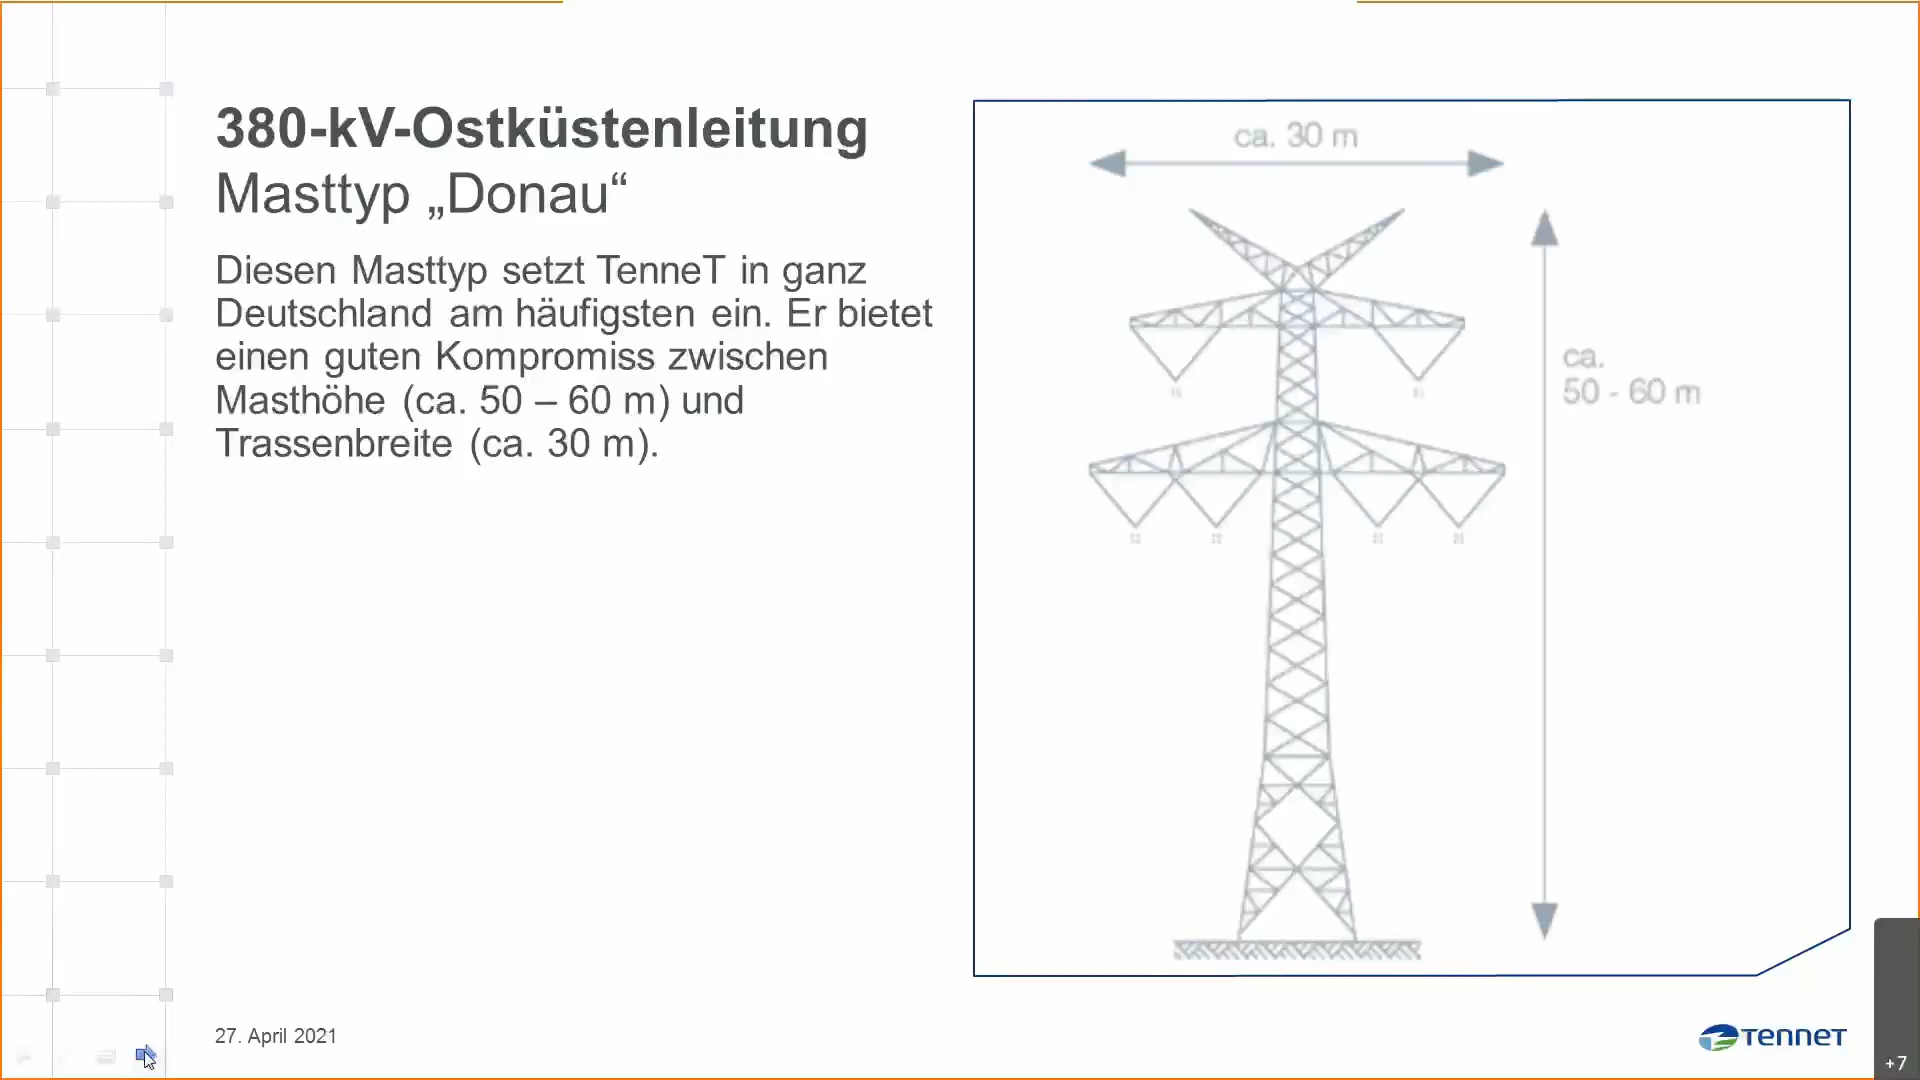 380-kV-Ostküstenleitung
Masttyp „Donau“
Diesen Masttyp setzt TenneT in ganz
Deutschland am häufigsten ein. Er bietet
einen guten Kompromiss zwischen
Masthöhe (ca. 50 – 60 m) und
Trassenbreite (ca. 30 m).
ca. 30 m
ca.
50 - 60 m
27. April 2021
TenneT
+7